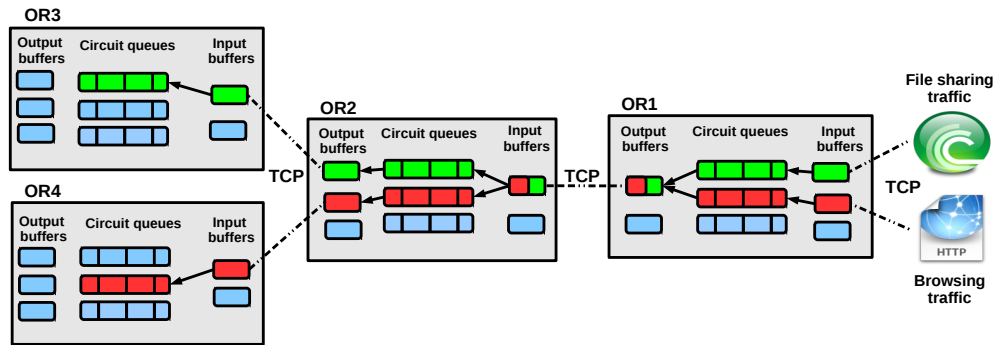 OR3
Output buffers
Circuit queues
Input buffers
OR4
Output buffers
Circuit queues
Input buffers
TCP
OR2
Output buffers
Circuit queues
Input buffers
TCP
OR1
Output buffers
Circuit queues
Input buffers
TCP
File sharing traffic
HTTP
Browsing traffic